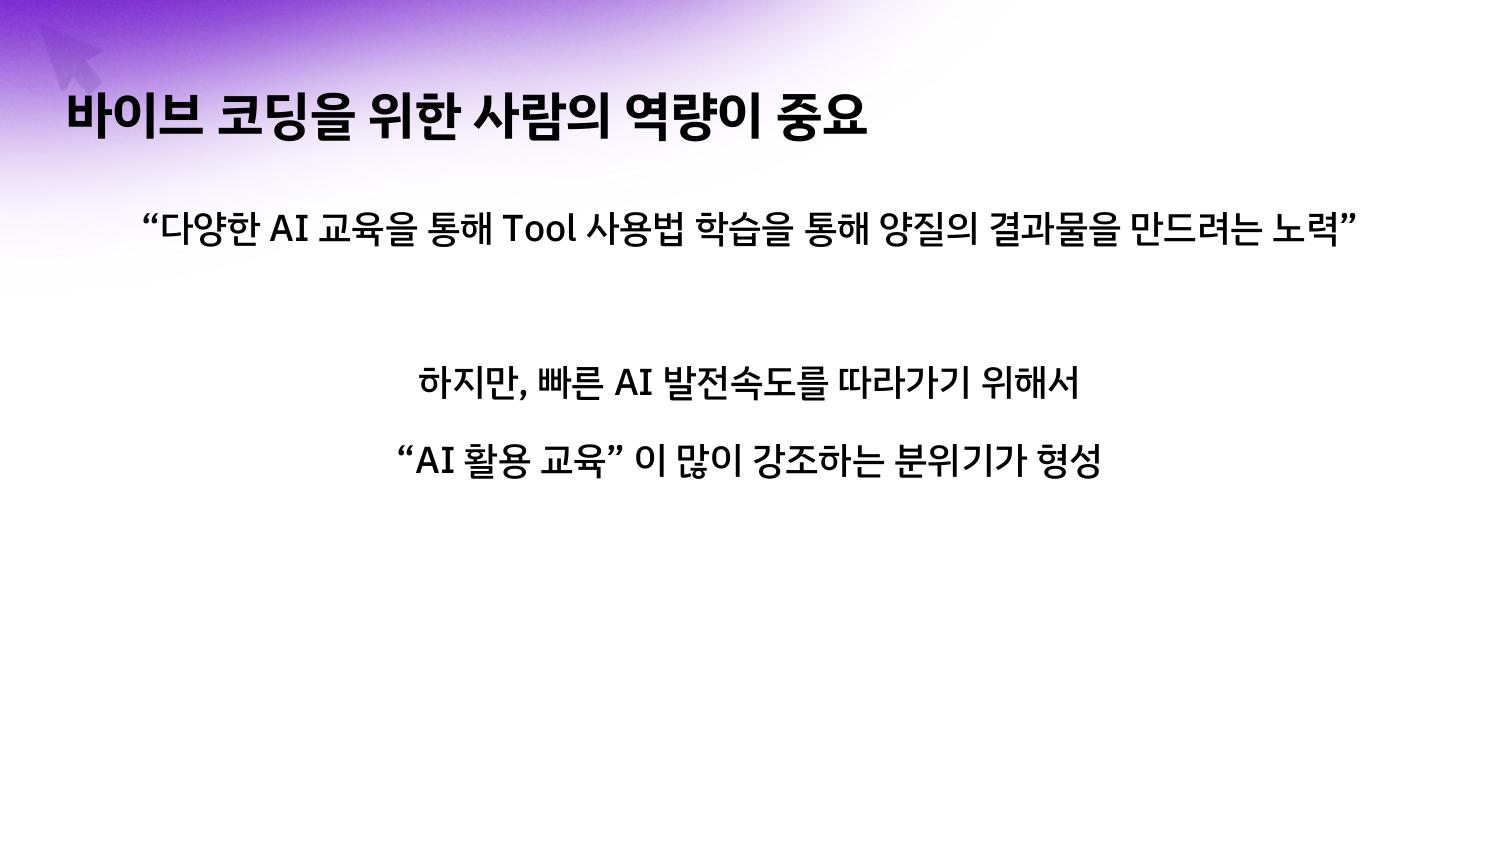 바이브 코딩을 위한 사람의 역량이 중요
“다양한 AI 교육을 통해 Tool 사용법 학습을 통해 양질의 결과물을 만드려는 노력”
하지만, 빠른 AI 발전속도를 따라가기 위해서
“AI 활용 교육” 이 많이 강조하는 분위기가 형성